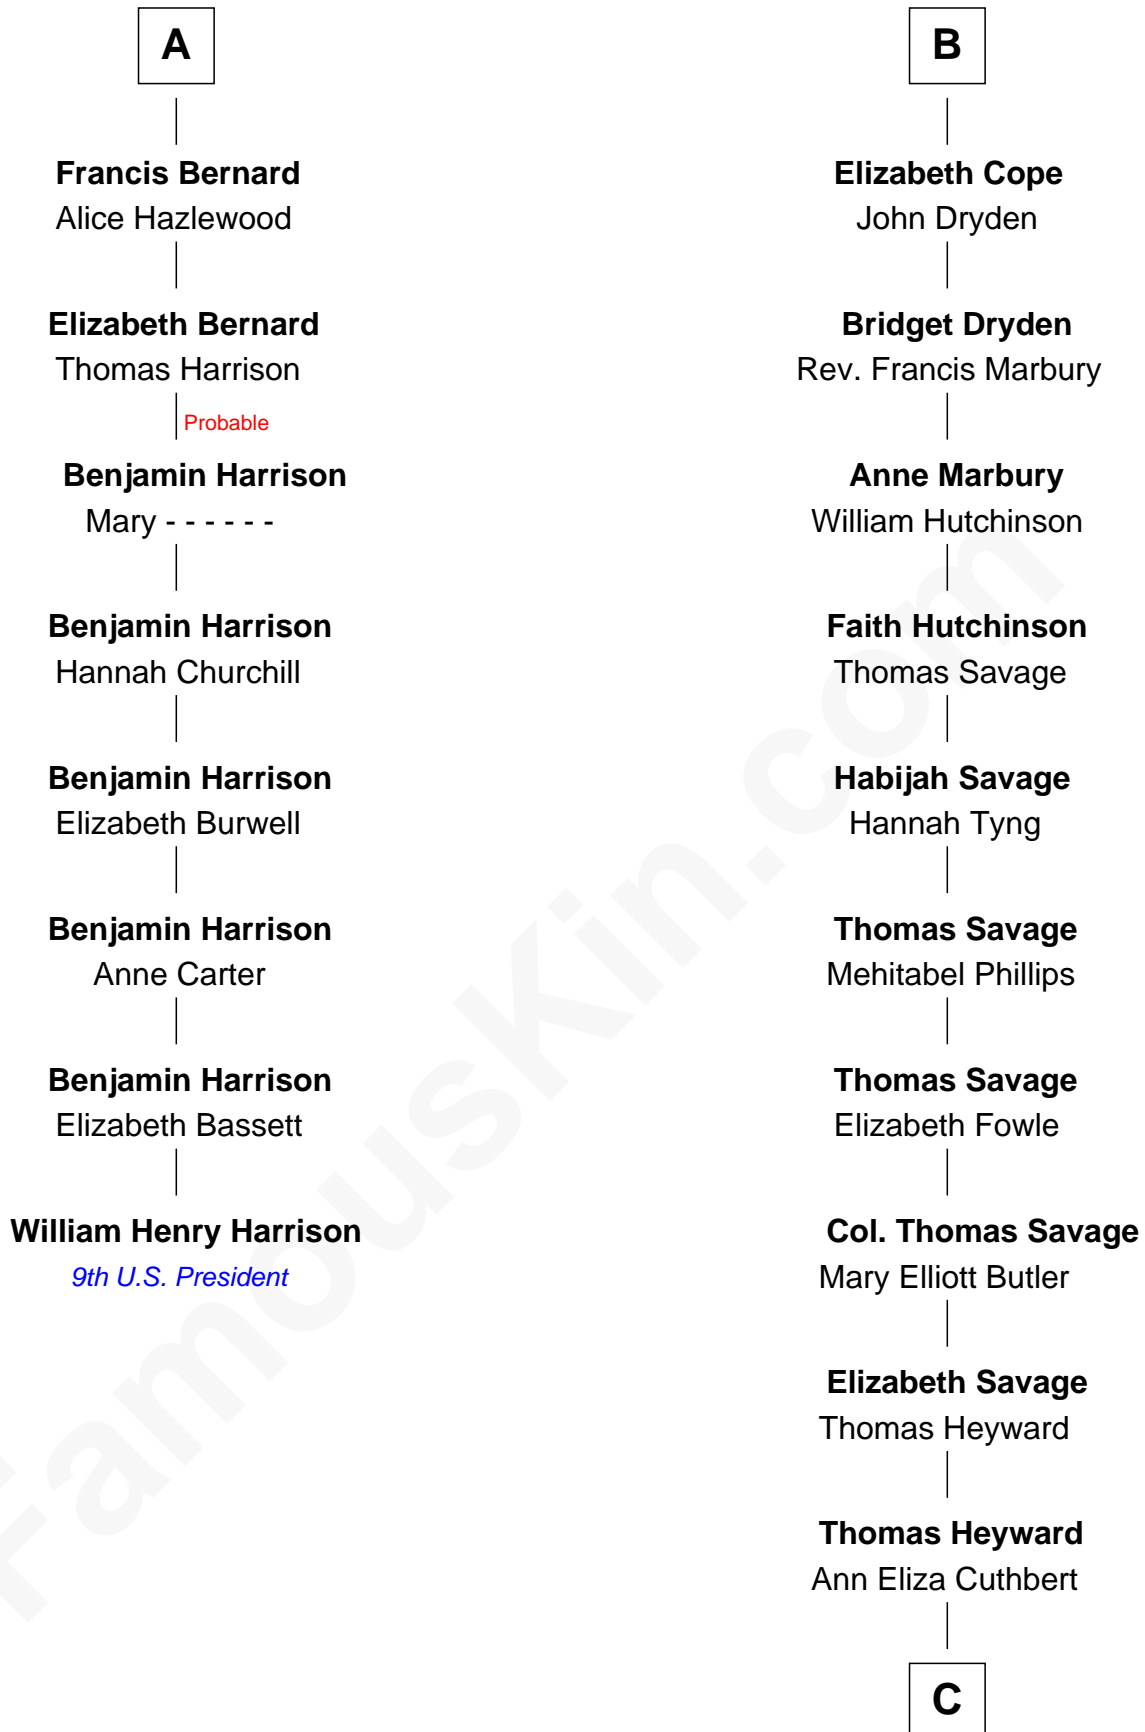 A
Francis Bernard
Alice Hazlewood
Elizabeth Bernard
Thomas Harrison
Probable
Benjamin Harrison
Mary - - - - - -
Benjamin Harrison
Hannah Churchill
Benjamin Harrison
Elizabeth Burwell
Benjamin Harrison
Anne Carter
Benjamin Harrison
Elizabeth Bassett
William Henry Harrison
9th U.S. President
B
Elizabeth Cope
John Dryden
Bridget Dryden
Rev. Francis Marbury
Anne Marbury
William Hutchinson
Faith Hutchinson
Thomas Savage
Habijah Savage
Hannah Tyng
Thomas Savage
Mehitabel Phillips
Thomas Savage
Elizabeth Fowle
Col. Thomas Savage
Mary Elliott Butler
Elizabeth Savage
Thomas Heyward
Thomas Heyward
Ann Eliza Cuthbert
C
FamousKin.com